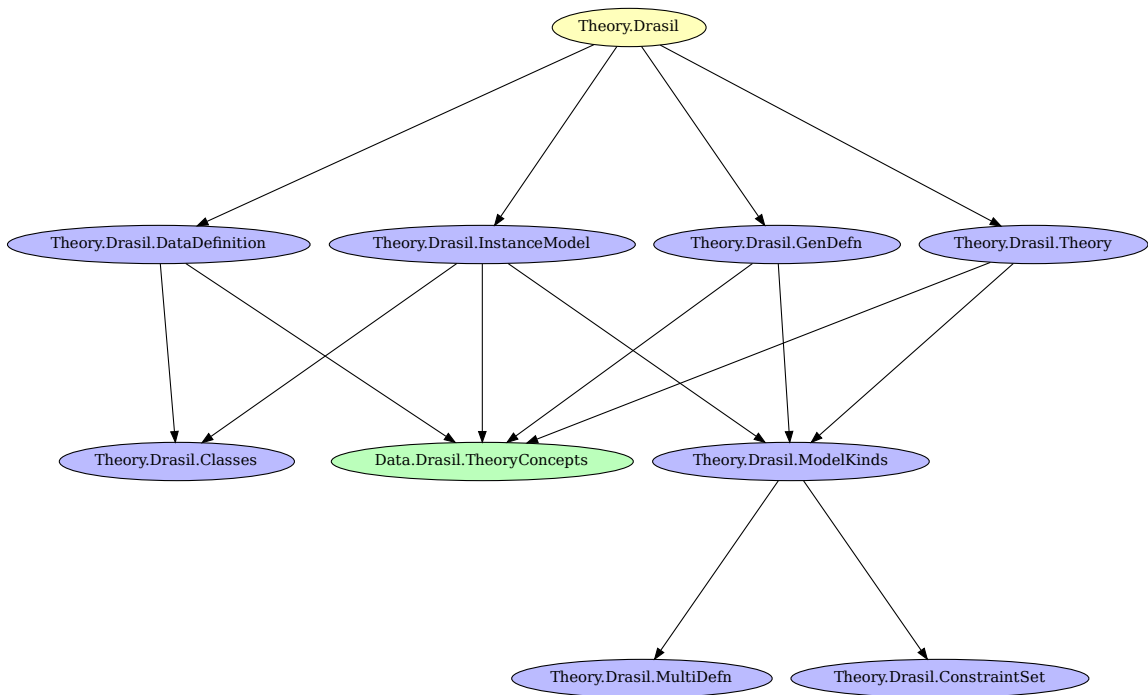 Theory.Drasil
Theory.Drasil.DataDefinition
Theory.Drasil.InstanceModel
Theory.Drasil.GenDefn
Theory.Drasil.Theory
Theory.Drasil.Classes
Data.Drasil.TheoryConcepts
Theory.Drasil.ModelKinds
Theory.Drasil.MultiDefn
Theory.Drasil.ConstraintSet